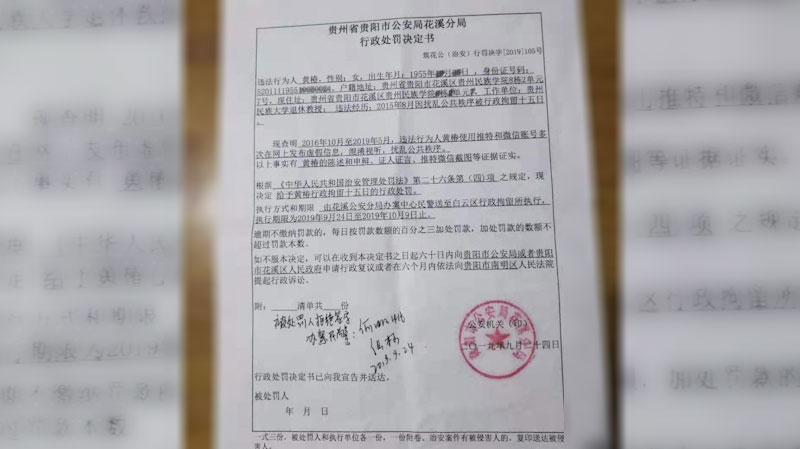 贵州省贵阳市公安局花溪分局
行政处罚决定书
筑花公（治安）行罚决字[2019]105号
违法行为人 黄椿，性别：女，出生年月：1955年 月 日，身份证号码：
5201111955 ，户籍地址：贵州省贵阳市花溪区贵州民族学院8栋2单元
7号，现住址：贵州省贵阳市花溪区贵州民族学院 栋 单元 ，工作单位：贵州
民族大学退休教授，违法经历：2015年8月因扰乱公共秩序被行政拘留十五日
。
现查明 2016年10月至2019年5月，违法行为人黄椿使用推特和微信账号多
次在网上发布虚假信息，混淆视听，扰乱公共秩序。
以上事实有 黄椿的陈述和申辩，证人证言、推特微信截图等证据证实。
根据 《中华人民共和国治安管理处罚法》第二十六条第（四）项 之规定，现
决定 给予黄椿行政拘留十五日的行政处罚。
执行方式和期限 由花溪公安分局办案中心民警送至白云区行政拘留所执行，
执行期限为2019年9月24日至2019年10月9日止。
逾期不缴纳罚款的，每日按罚款数额的百分之三加处罚款，加处罚款的数额不
超过罚款本数。
如不服本决定，可以在收到本决定书之日起六十日内向贵阳市公安局或者贵阳
市花溪区人民政府申请行政复议或者在六个月内依法向贵阳市南明区人民法院
提起行政诉讼。
附： 清单共 份
被处罚人拒绝签字
办案民警：
2019.9.24
公安机关（印）
二〇一九年九月二十四日
行政处罚决定书已向我宣告并送达。
被处罚人
年 月 日
一式三份，被处罚人和执行单位各一份，一份附卷。治安案件有被侵害人的，复印送达被侵
害人。